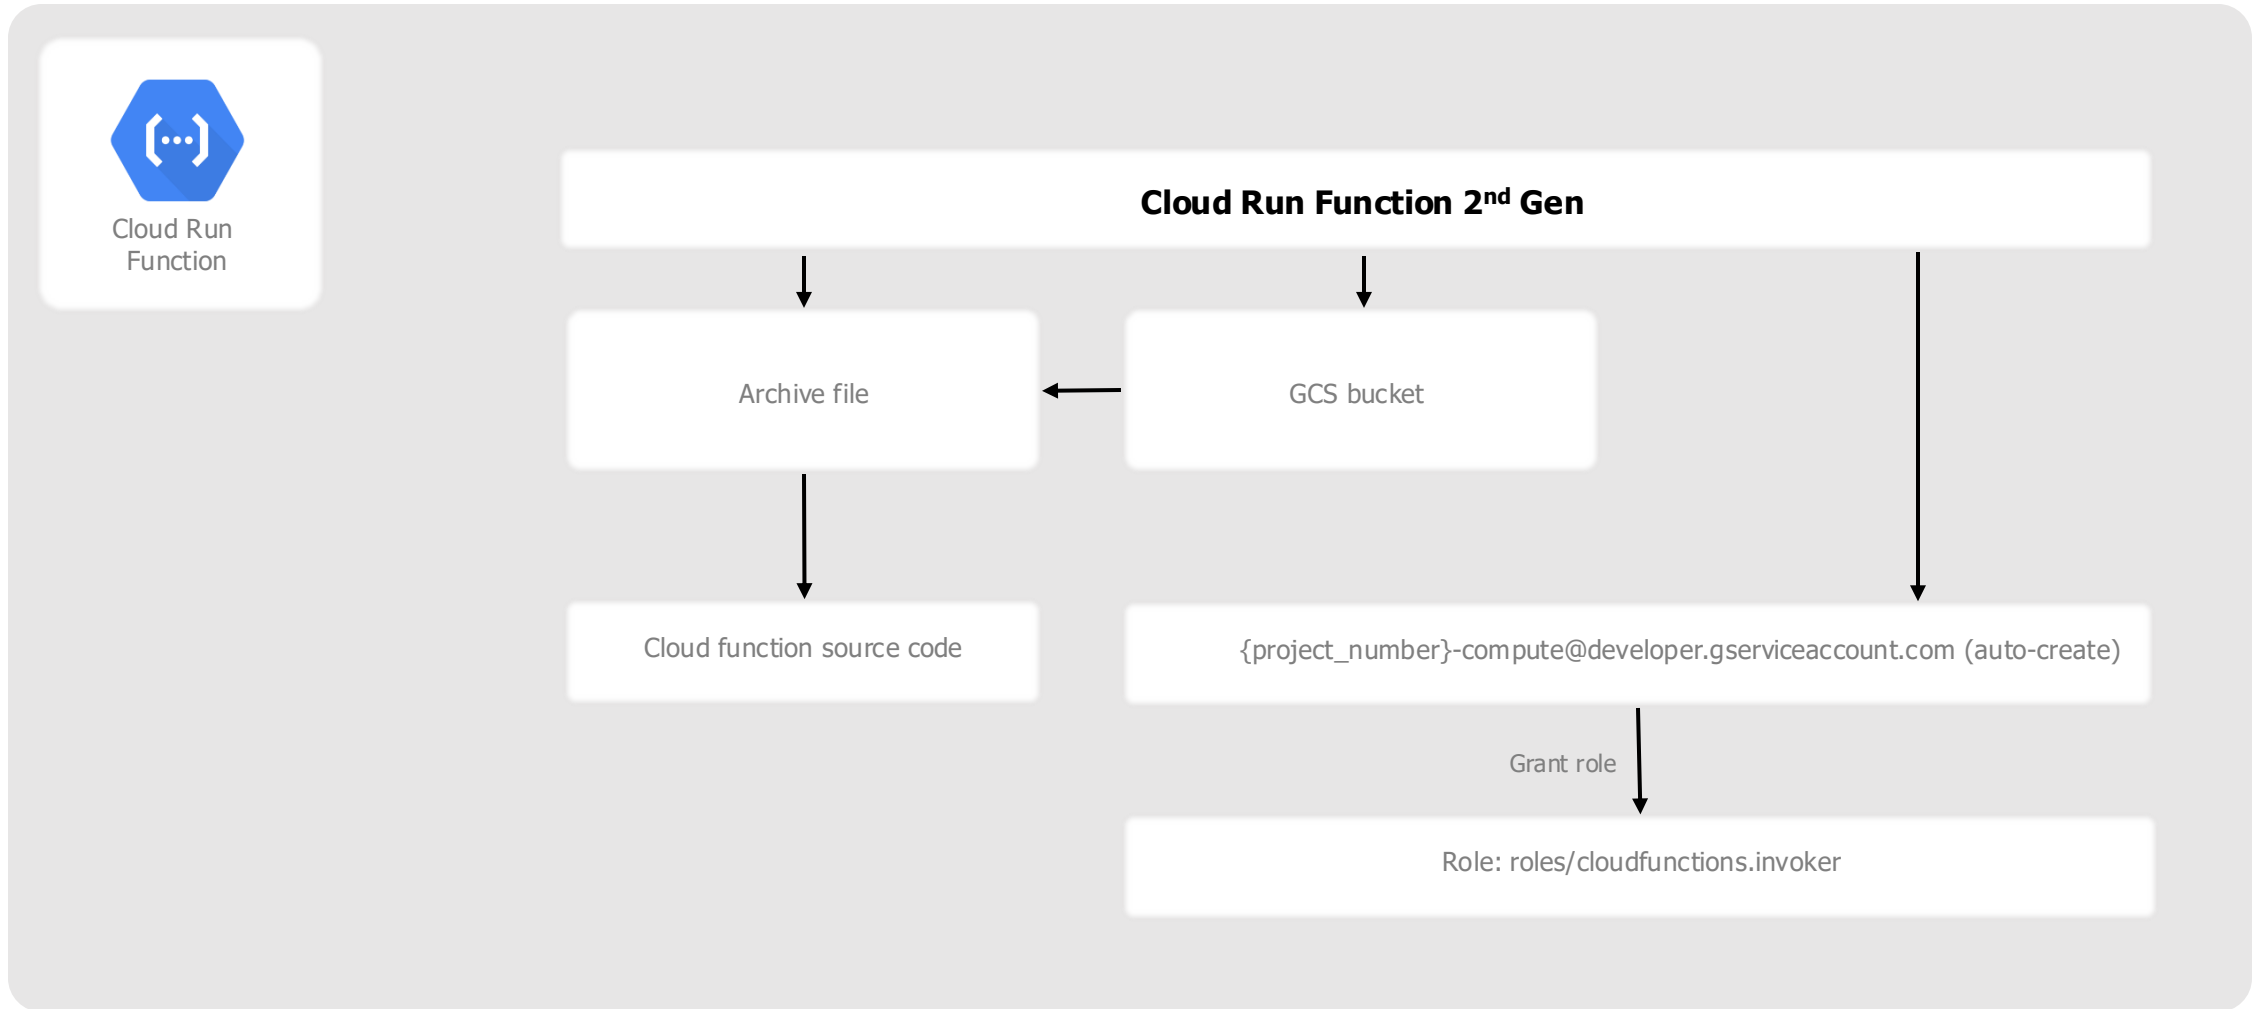 Cloud Run
Function
Cloud Run Function 2nd Gen
Archive file
GCS bucket
Cloud function source code
{project_number}-compute@developer.gserviceaccount.com (auto-create)
Grant role
Role: roles/cloudfunctions.invoker